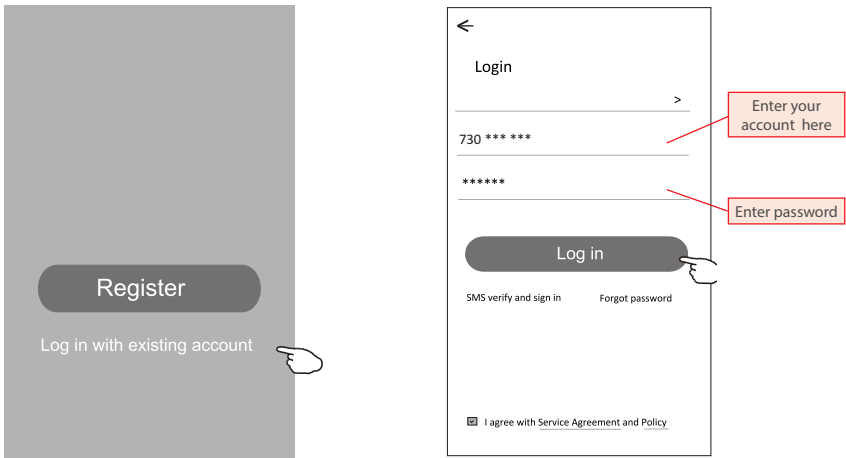 Register
Log in with existing account
Login
>
730 *** ***
******
Log in
SMS verify and sign in
Forgot password
I agree with Service Agreement and Policy
Enter your
account here
Enter password